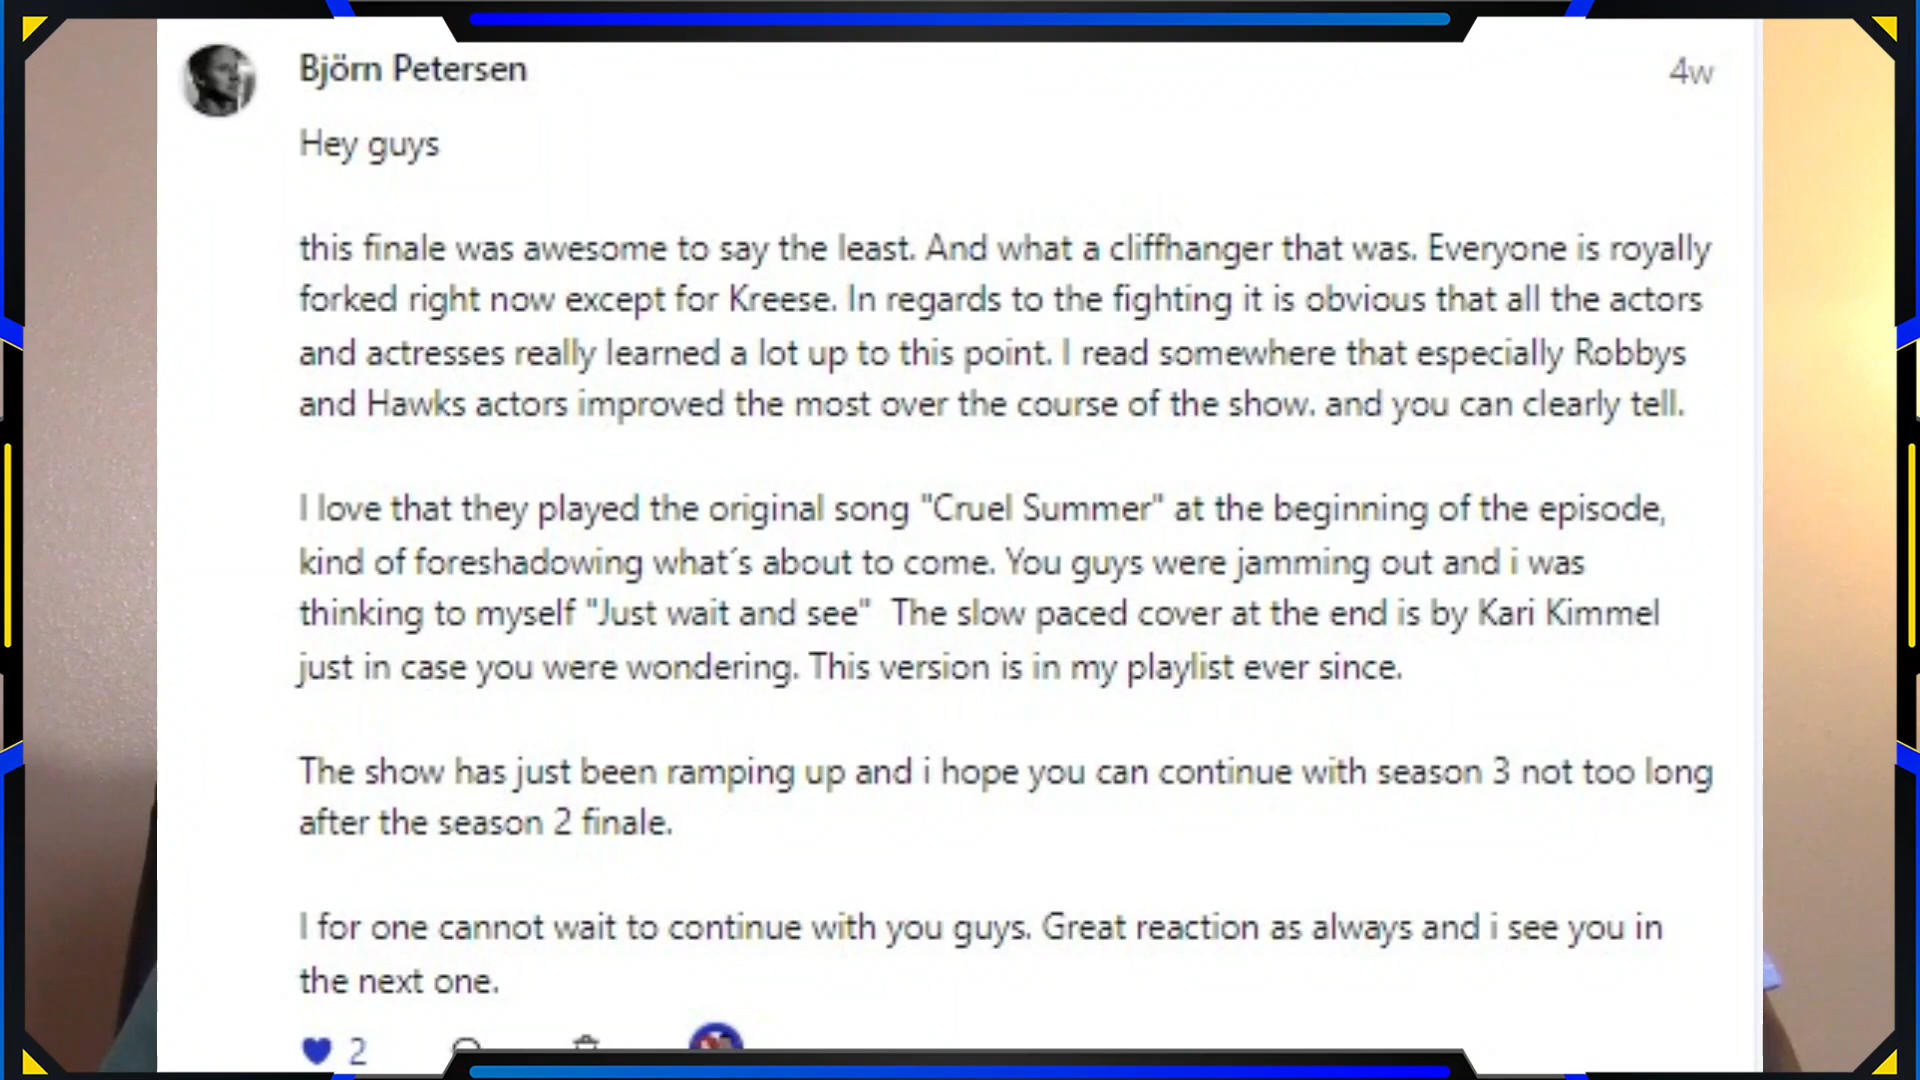 Björn Petersen
4w
Hey guys
this finale was awesome to say the least. And what a cliffhanger that was. Everyone is royally
forked right now except for Kreese. In regards to the fighting it is obvious that all the actors
and actresses really learned a lot up to this point. I read somewhere that especially Robbys
and Hawks actors improved the most over the course of the show. and you can clearly tell.
I love that they played the original song "Cruel Summer" at the beginning of the episode,
kind of foreshadowing what´s about to come. You guys were jamming out and i was
thinking to myself "Just wait and see"  The slow paced cover at the end is by Kari Kimmel
just in case you were wondering. This version is in my playlist ever since.
The show has just been ramping up and i hope you can continue with season 3 not too long
after the season 2 finale.
I for one cannot wait to continue with you guys. Great reaction as always and i see you in
the next one.
2